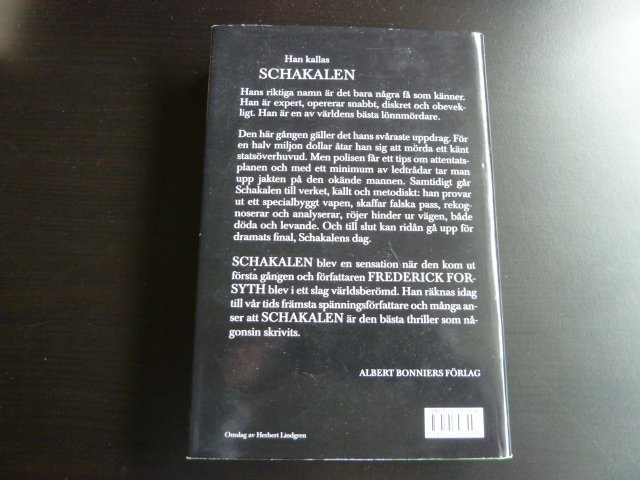 Han kallas
SCHAKALEN
Hans riktiga namn är det bara några få som känner.
Han är expert, opererar snabbt, diskret och obevek-
ligt. Han är en av världens bästa lönnmördare.
Den här gången gäller det hans svåraste uppdrag. För
en halv miljon dollar åtar han sig att mörda ett känt
statsöverhuvud. Men polisen får ett tips om attentats-
planen och med ett minimum av ledtrådar tar man
upp jakten på den okände mannen. Samtidigt går
Schakalen till verket, kallt och metodiskt: han provar
ut ett specialbyggt vapen, skaffar falska pass, rekog-
noserar och analyserar, röjer hinder ur vägen, både
döda och levande. Och till slut kan ridån gå upp för
dramats final, Schakalens dag.
SCHAKALEN blev en sensation när den kom ut
första gången och författaren FREDERICK FOR-
SYTH blev i ett slag världsberömd. Han räknas idag
till vår tids främsta spänningsförfattare och många an-
ser att SCHAKALEN är den bästa thriller som nå-
gonsin skrivits.
ALBERT BONNIERS FÖRLAG
Omslag av Herbert Lindgren